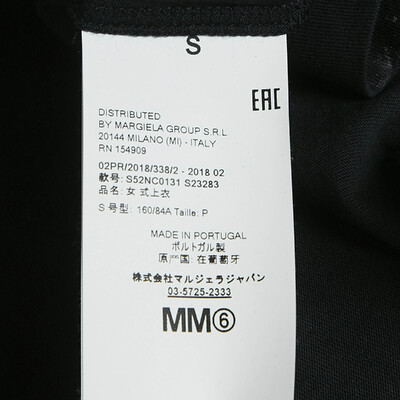 S
EAC
DISTRIBUTED
BY MARGIELA GROUP S.R.L
20144 MILANO (MI) - ITALY
RN 154909
02PR/2018/338/2 - 2018 02
款号: S52NC0131 S23283
品名: 女 式上衣
S 号型: 160/84A Taille: P
MADE IN PORTUGAL
ポルトガル製
原产国: 在葡萄牙
株式会社マルジェラジャパン
03-5725-2333
MM⑥